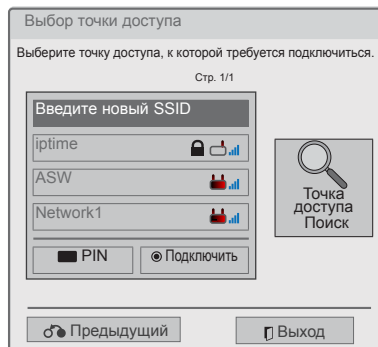 Выбор точки доступа
Выберите точку доступа, к которой требуется подключиться.
Стр. 1/1
Введите новый SSID
iptime
ASW
Network1
PIN
Подключить
Точка
доступа
Поиск
Предыдущий
Выход